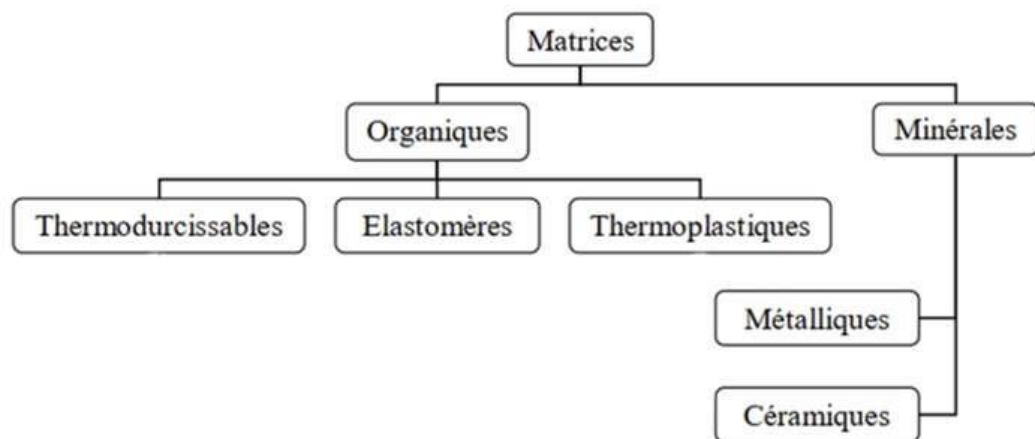 Matrices
Organiques
Minérales
Thermodurcissables
Elastomères
Thermoplastiques
Métalliques
Céramiques